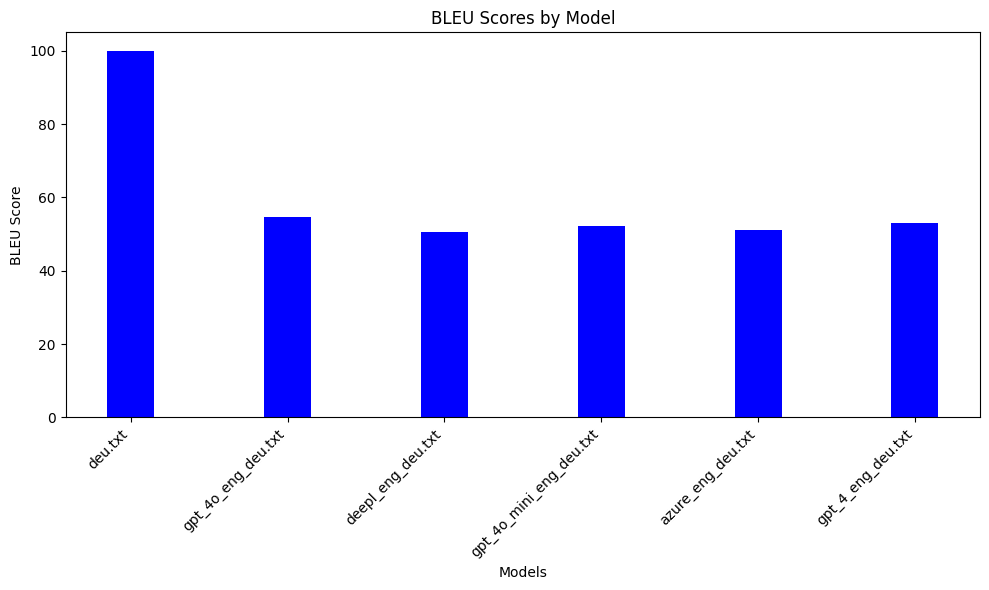 BLEU Scores by Model
BLEU Score
100
80
60
40
20
0
deu.txt
gpt_4o_eng_deu.txt
deepl_eng_deu.txt
gpt_4o_mini_eng_deu.txt
azure_eng_deu.txt
gpt_4_eng_deu.txt
Models